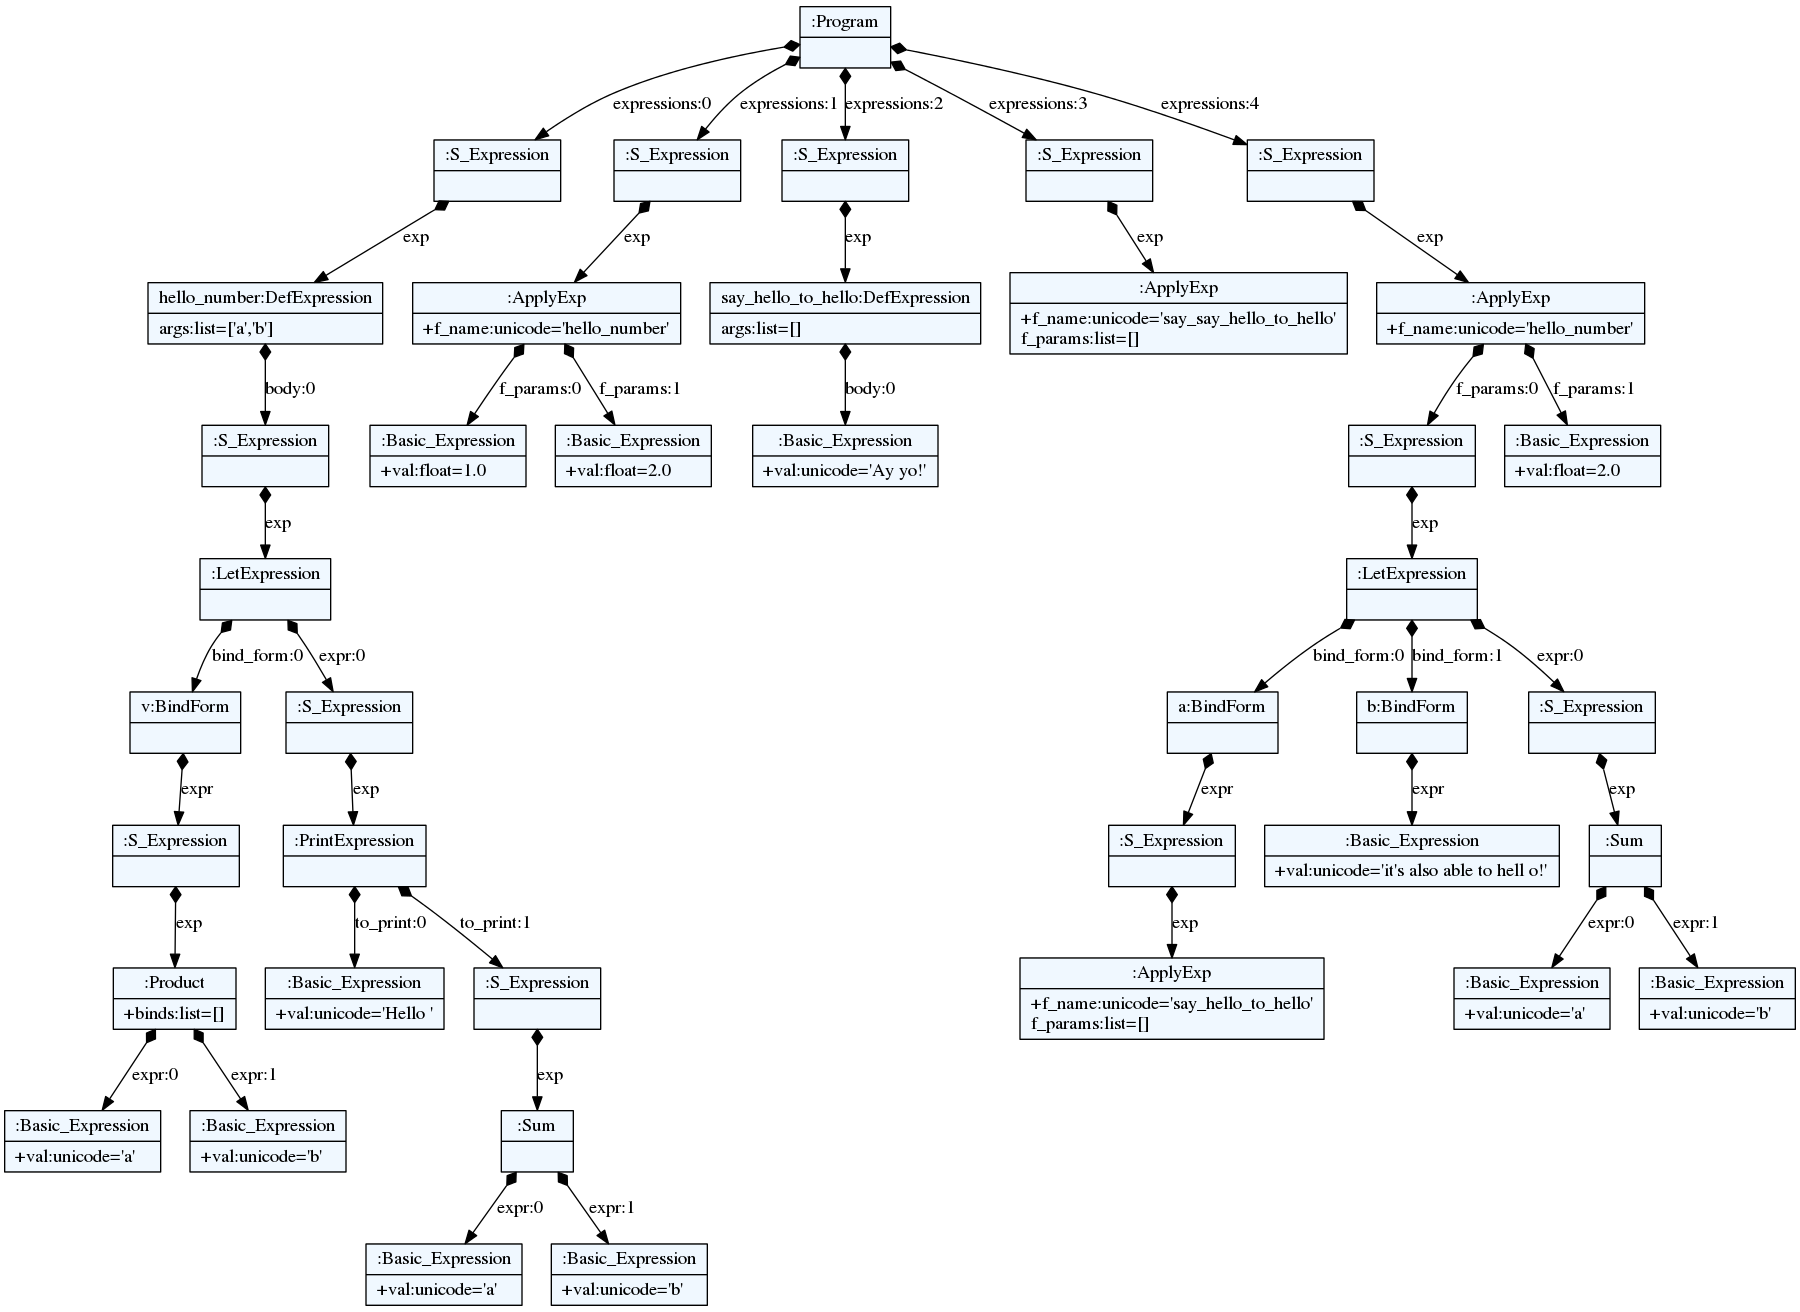 :Program
expressions:0
expressions:1
expressions:2
expressions:3
expressions:4
:S_Expression
:S_Expression
:S_Expression
:S_Expression
:S_Expression
exp
exp
exp
exp
exp
hello_number:DefExpression
args:list=['a','b']
:ApplyExp
+f_name:unicode='hello_number'
say_hello_to_hello:DefExpression
args:list=[]
:ApplyExp
+f_name:unicode='say_say_hello_to_hello'
f_params:list=[]
:ApplyExp
+f_name:unicode='hello_number'
body:0
f_params:0
f_params:1
body:0
f_params:0
f_params:1
:S_Expression
:Basic_Expression
+val:float=1.0
:Basic_Expression
+val:float=2.0
:Basic_Expression
+val:unicode='Ay yo!'
:S_Expression
:Basic_Expression
+val:float=2.0
exp
exp
:LetExpression
:LetExpression
bind_form:0
expr:0
bind_form:0
bind_form:1
expr:0
v:BindForm
:S_Expression
a:BindForm
b:BindForm
:S_Expression
expr
exp
expr
expr
exp
:S_Expression
:PrintExpression
:S_Expression
:Basic_Expression
+val:unicode='it's also able to hell o!'
:Sum
exp
to_print:0
to_print:1
exp
expr:0
expr:1
:Product
+binds:list=[]
:Basic_Expression
+val:unicode='Hello '
:S_Expression
:ApplyExp
+f_name:unicode='say_hello_to_hello'
f_params:list=[]
:Basic_Expression
+val:unicode='a'
:Basic_Expression
+val:unicode='b'
expr:0
expr:1
exp
:Basic_Expression
+val:unicode='a'
:Basic_Expression
+val:unicode='b'
:Sum
expr:0
expr:1
:Basic_Expression
+val:unicode='a'
:Basic_Expression
+val:unicode='b'